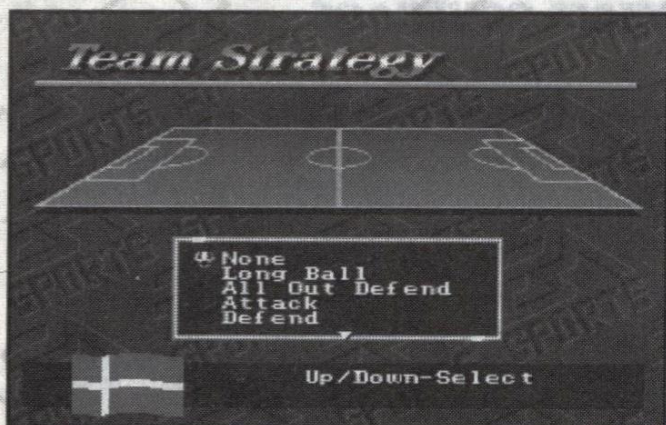 Team Strategy
None
Long Ball
All Out Defend
Attack
Defend
Up/Down-Select